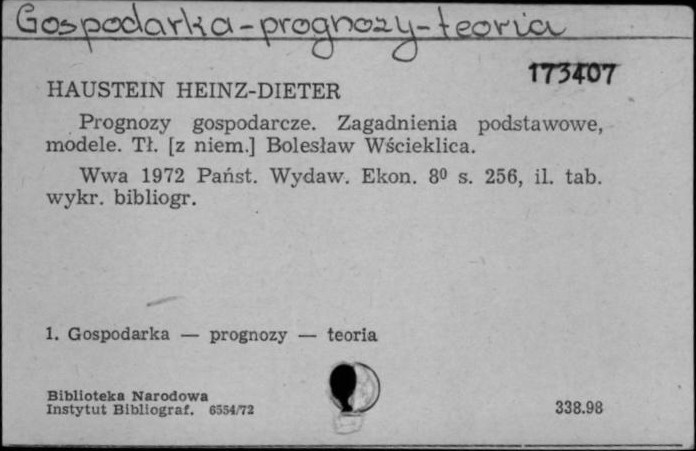 Gospodarka-prognozy-teoria
173407
HAUSTEIN HEINZ-DIETER
Prognozy gospodarcze. Zagadnienia podstawowe,
modele. Tł. [z niem.] Bolesław Wścieklica.
Wwa 1972 Państ. Wydaw. Ekon. 8⁰ s. 256, il. tab.
wykr. bibliogr.
1. Gospodarka — prognozy — teoria
Biblioteka Narodowa
Instytut Bibliograf. 6554/72
338.98